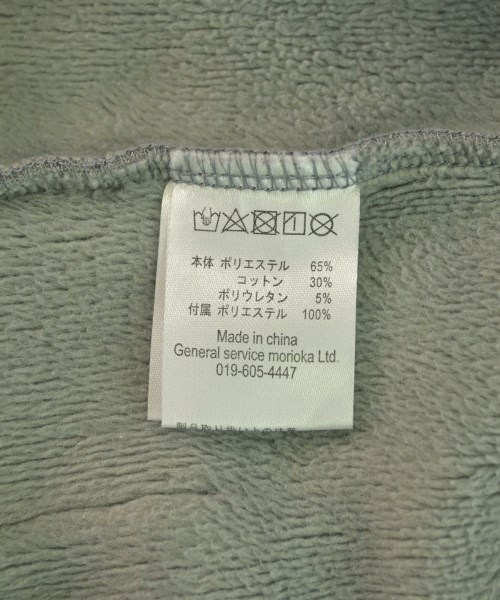 本体 ポリエステル 65%
コットン 30%
ポリウレタン 5%
付属 ポリエステル 100%
Made in china
General service morioka Ltd.
019-605-4447